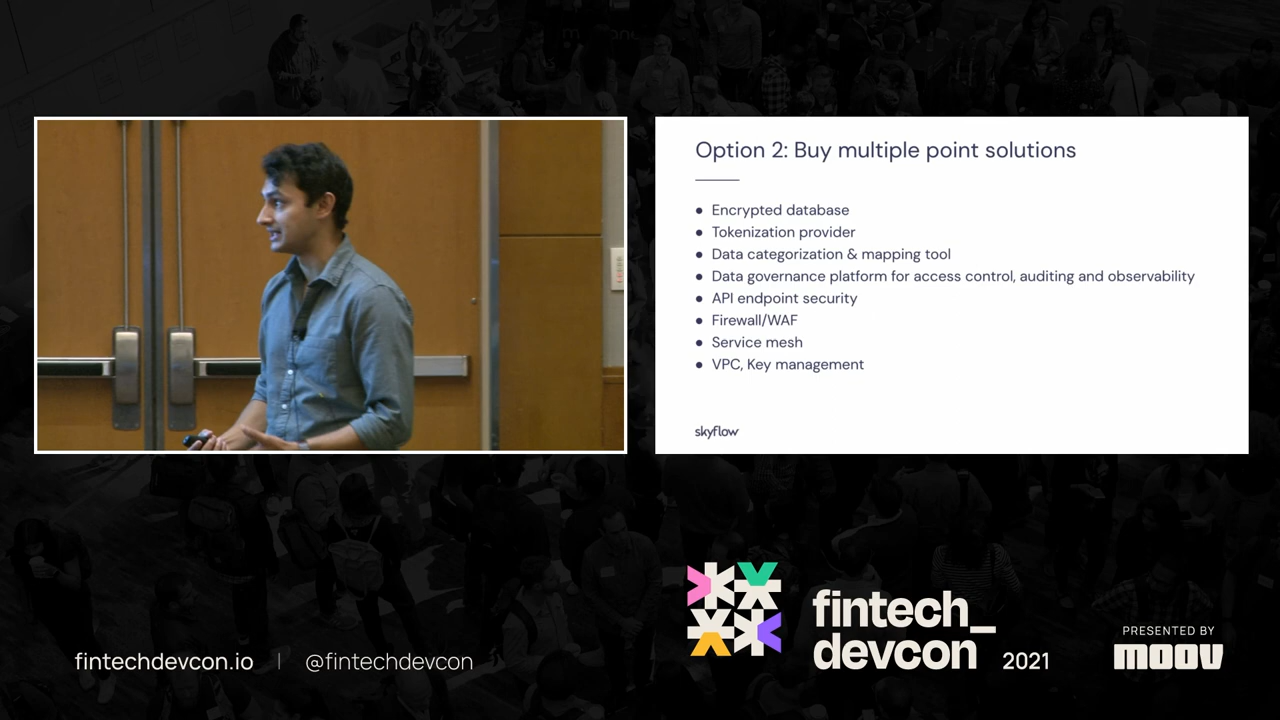 Option 2: Buy multiple point solutions
● Encrypted database
● Tokenization provider
● Data categorization & mapping tool
● Data governance platform for access control, auditing and observability
● API endpoint security
● Firewall/WAF
● Service mesh
● VPC, Key management
skyflow
fintechdevcon.io | @fintechdevcon
fintech_
devcon 2021
PRESENTED BY
moov